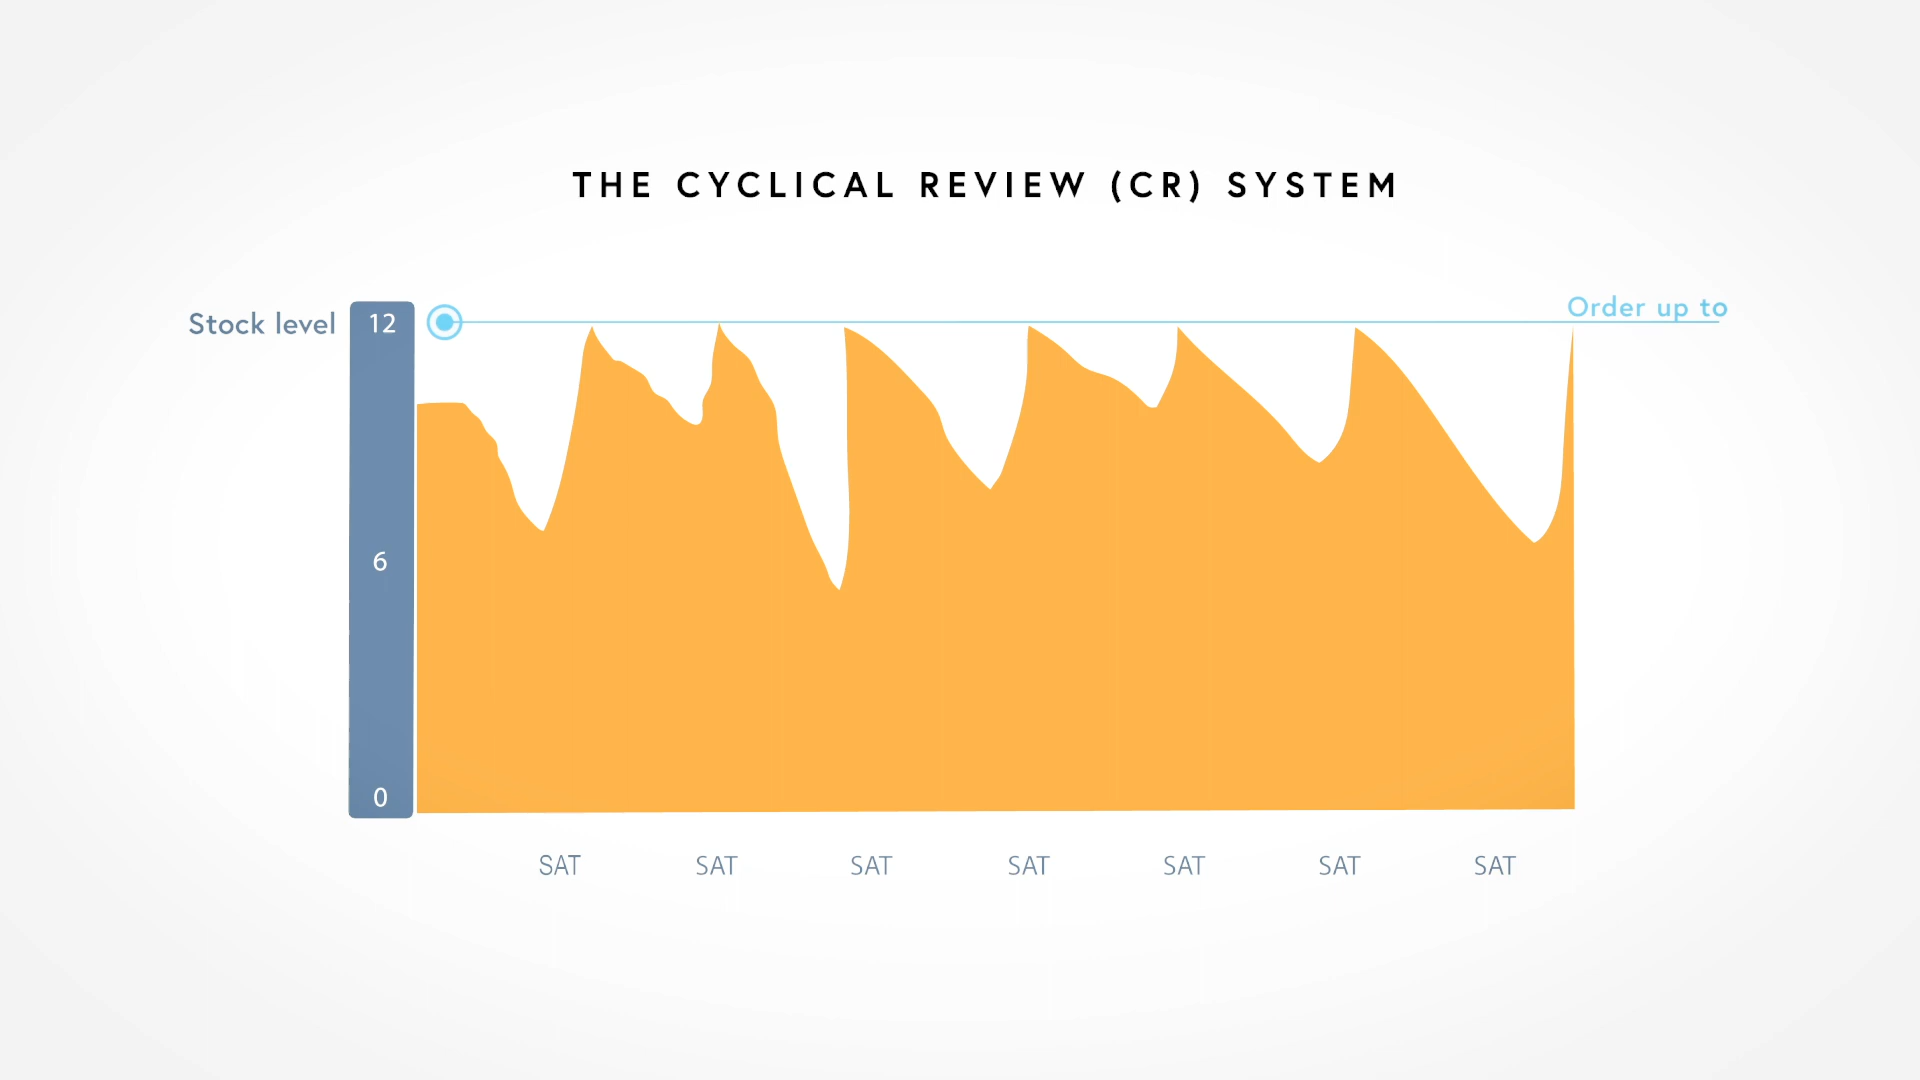 THE CYCLICAL REVIEW (CR) SYSTEM
Order up to
Stock level
12
6
0
SAT SAT SAT SAT SAT SAT SAT